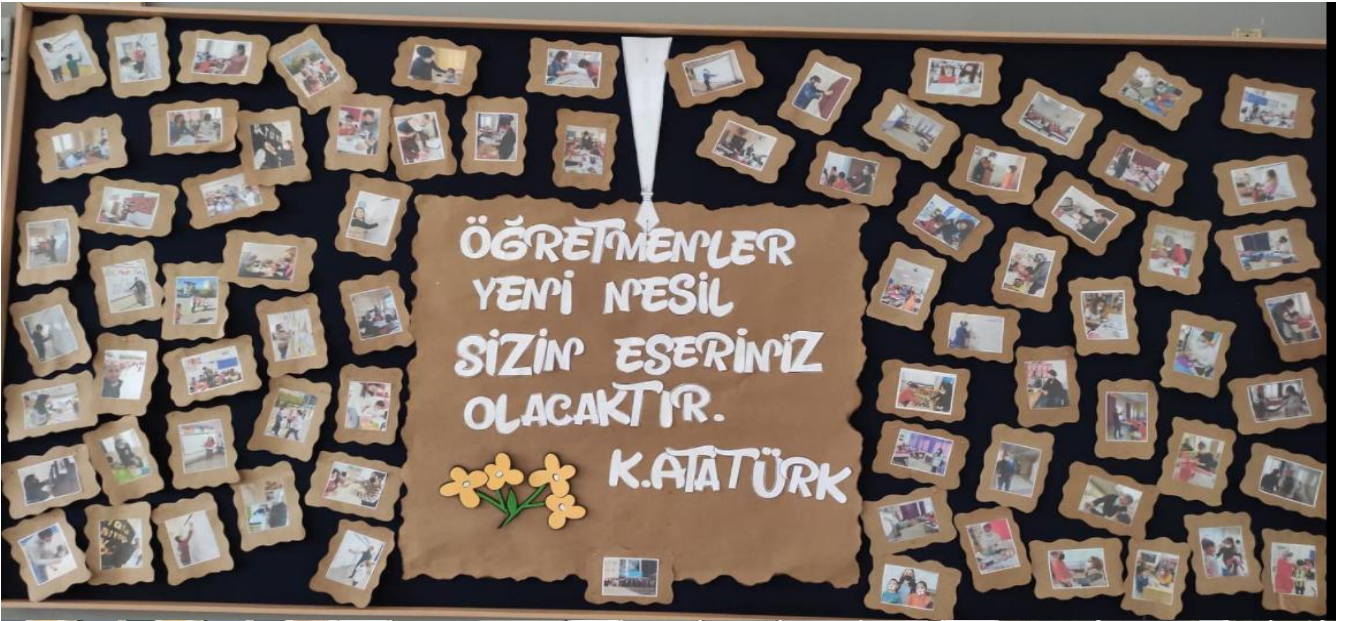 ÖĞRETMENLER
YENİ NESİL
SİZİN ESERİNİZ
OLACAKTIR.
K.ATATÜRK